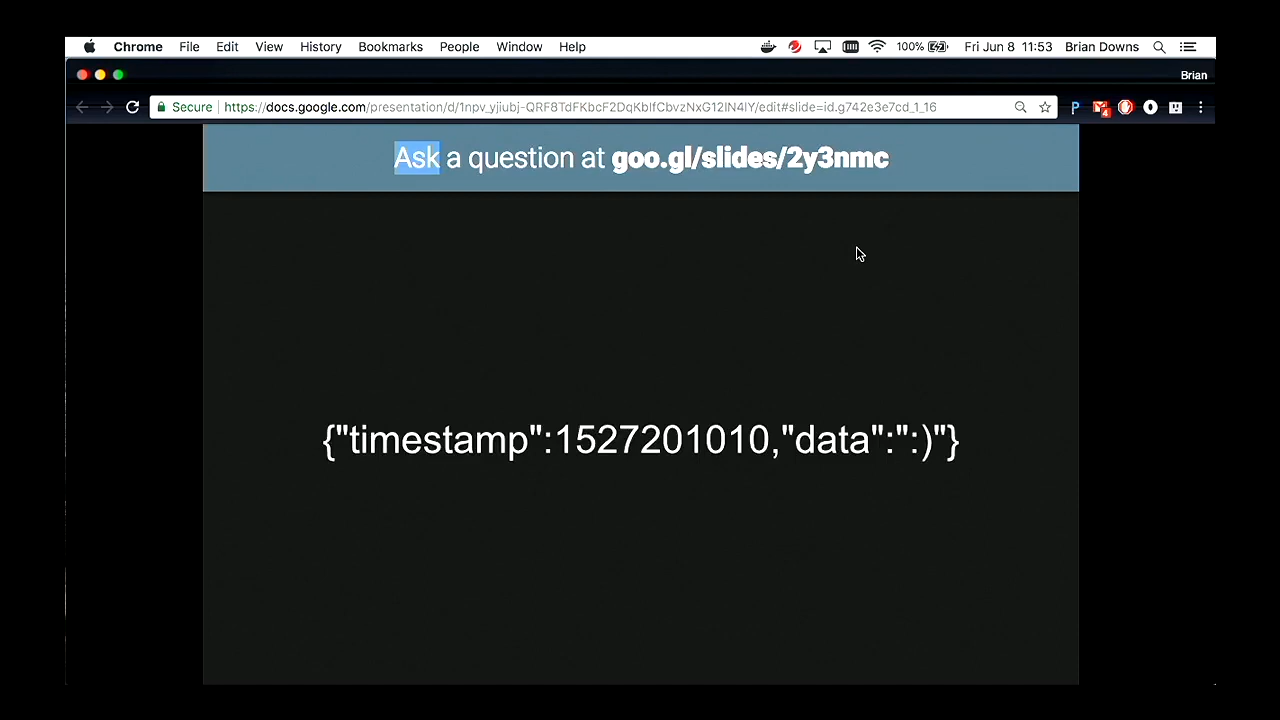 Chrome File Edit View History Bookmarks People Window Help 100% Fri Jun 8 11:53 Brian Downs
Brian
Secure https://docs.google.com/presentation/d/1npv_yjiubj-QRF8TdFKbcF2DqKbIfCbvzNxG12IN4IY/edit#slide=id.g742e3e7cd_1_16
Ask a question at goo.gl/slides/2y3nmc
{"timestamp":1527201010,"data":":)"}